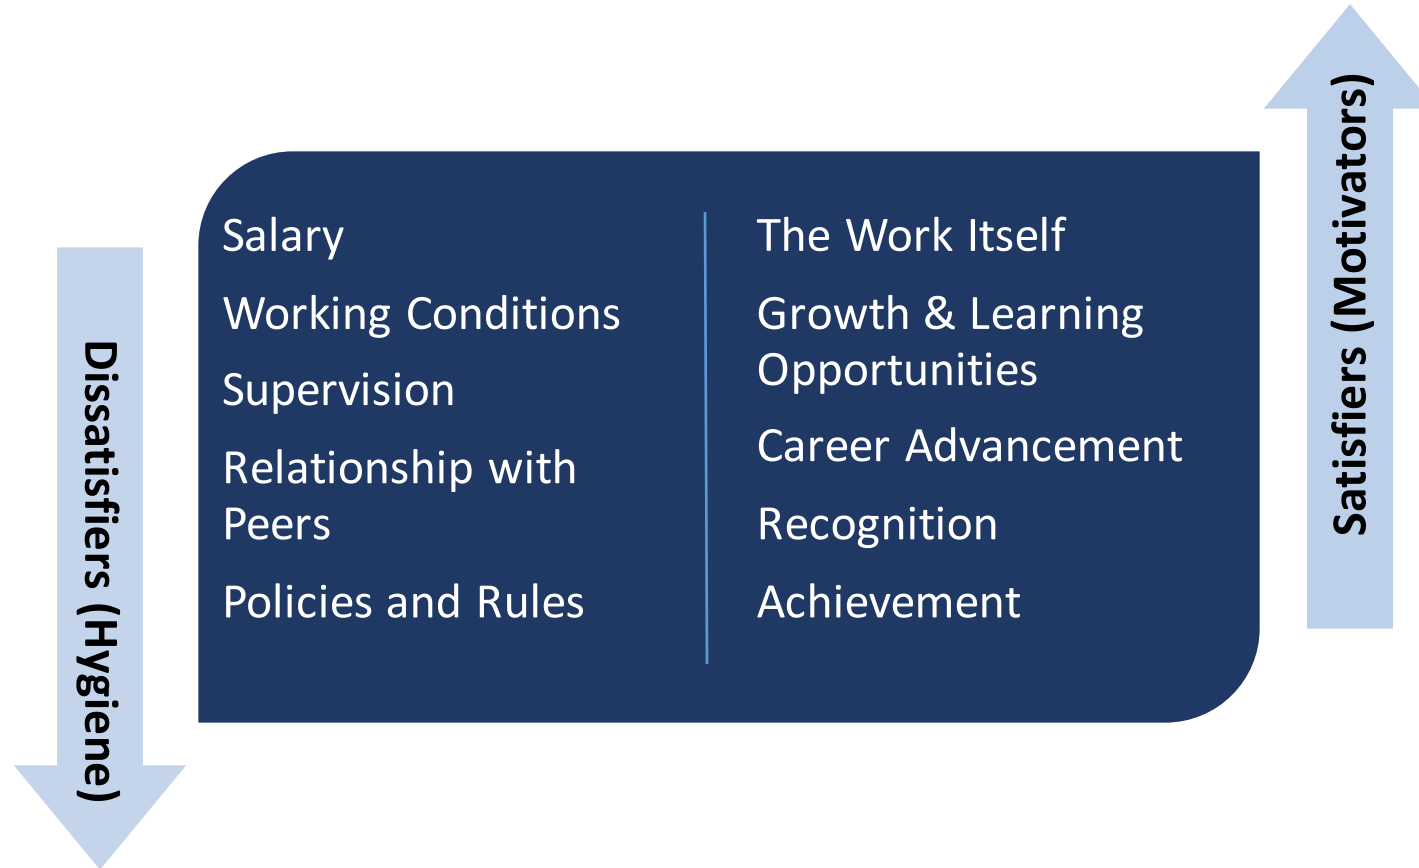 Dissatisfiers (Hygiene)
Salary
Working Conditions
Supervision
Relationship with
Peers
Policies and Rules
The Work Itself
Growth & Learning
Opportunities
Career Advancement
Recognition
Achievement
Satisfiers (Motivators)